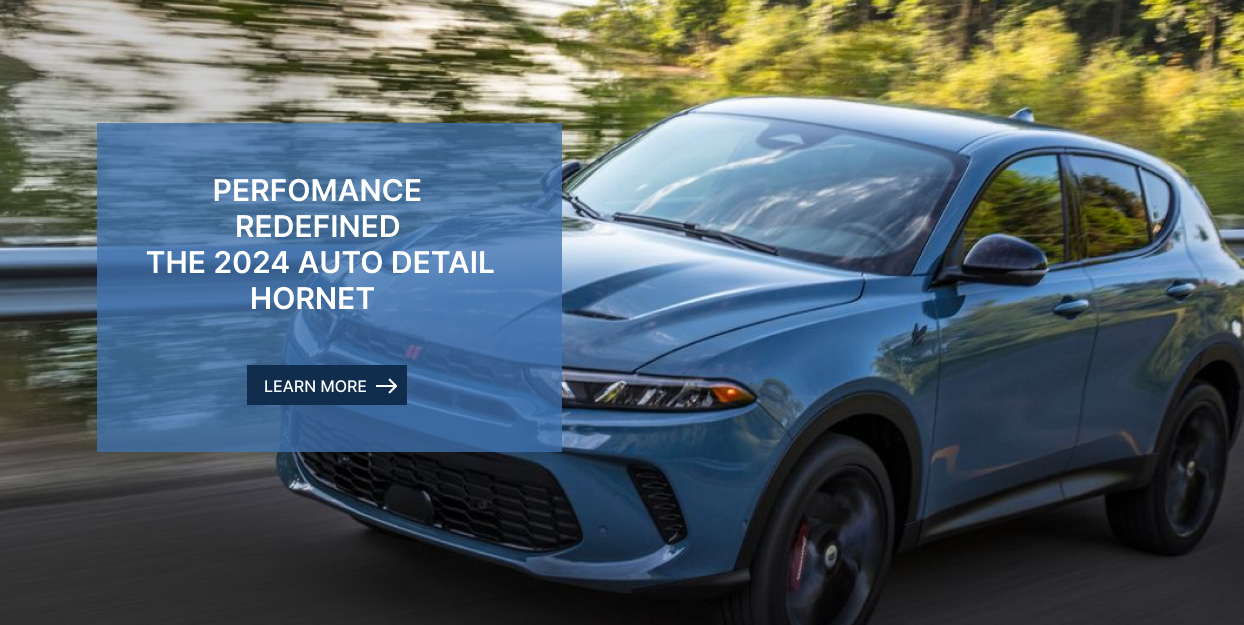 PERFOMANCE
REDEFINED
THE 2024 AUTO DETAIL
HORNET
LEARN MORE